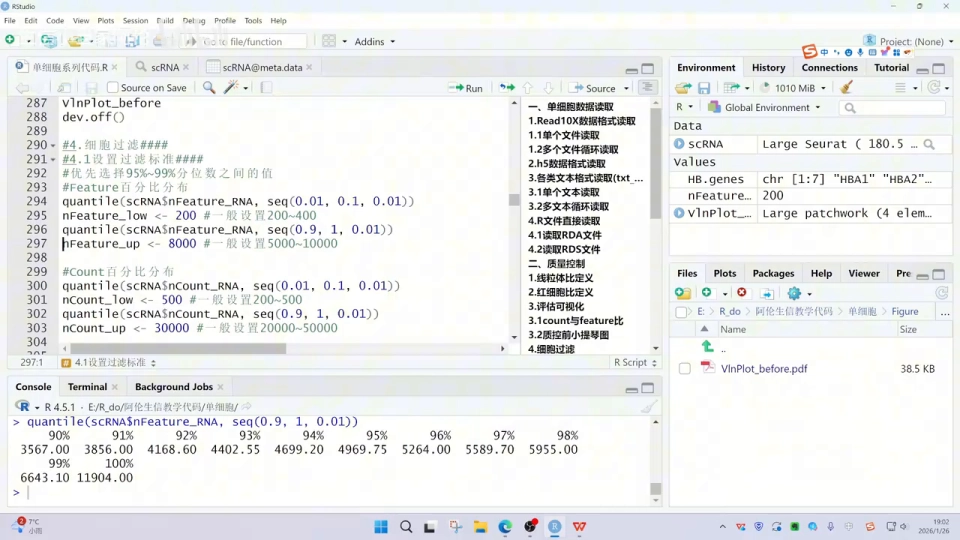 RStudio
File Edit Code View Plots Session Build Debug Profile Tools Help
Go to file/function
Addins
Project: (None)
单细胞系列代码.R
scRNA
scRNA@meta.data
Source on Save
Run
Source
287 VlnPlot_before
288 dev.off()
289
290 #4.细胞过滤####
291 #4.1设置过滤标准####
292 #优先选择95%~99%分位数之间的值
293 #Feature百分比分布
294 quantile(scRNA$nFeature_RNA, seq(0.01, 0.1, 0.01))
295 nFeature_low <- 200 #一般设置200~400
296 quantile(scRNA$nFeature_RNA, seq(0.9, 1, 0.01))
297 nFeature_up <- 8000 #一般设置5000~10000
298
299 #Count百分比分布
300 quantile(scRNA$nCount_RNA, seq(0.01, 0.1, 0.01))
301 nCount_low <- 500 #一般设置200~500
302 quantile(scRNA$nCount_RNA, seq(0.9, 1, 0.01))
303 nCount_up <- 30000 #一般设置20000~50000
304
297:1 4.1设置过滤标准 R Script
一、单细胞数据读取
1.Read10X数据格式读取
1.1单个文件读取
1.2多个文件循环读取
2.h5数据格式读取
3.各类文本格式读取(txt_...
3.1单个文本读取
3.2多文本循环读取
4.R文件直接读取
4.1读取RDA文件
4.2读取RDS文件
二、质量控制
1.线粒体比定义
2.红细胞比定义
3.评估可视化
3.1count与feature比
3.2质控前小提琴图
4.细胞过滤
Console Terminal Background Jobs
R 4.5.1 · E:/R_do/阿伦生信教学代码/单细胞/
> quantile(scRNA$nFeature_RNA, seq(0.9, 1, 0.01))
90% 91% 92% 93% 94% 95% 96% 97% 98%
3567.00 3856.00 4168.60 4402.55 4699.20 4969.75 5264.00 5589.70 5955.00
99% 100%
6643.10 11904.00
>
Environment History Connections Tutorial
1010 MiB
R Global Environment
Data
scRNA Large Seurat ( 180.5 ...
Values
HB.genes chr [1:7] "HBA1" "HBA2"...
nFeature... 200
VlnPlot_... Large patchwork (4 elem...
Files Plots Packages Help Viewer Pre
E: R_do 阿伦生信教学代码 单细胞 Figure ...
Name Size
..
VlnPlot_before.pdf 38.5 KB
2
7°C
小雨
19:02
2026/1/26